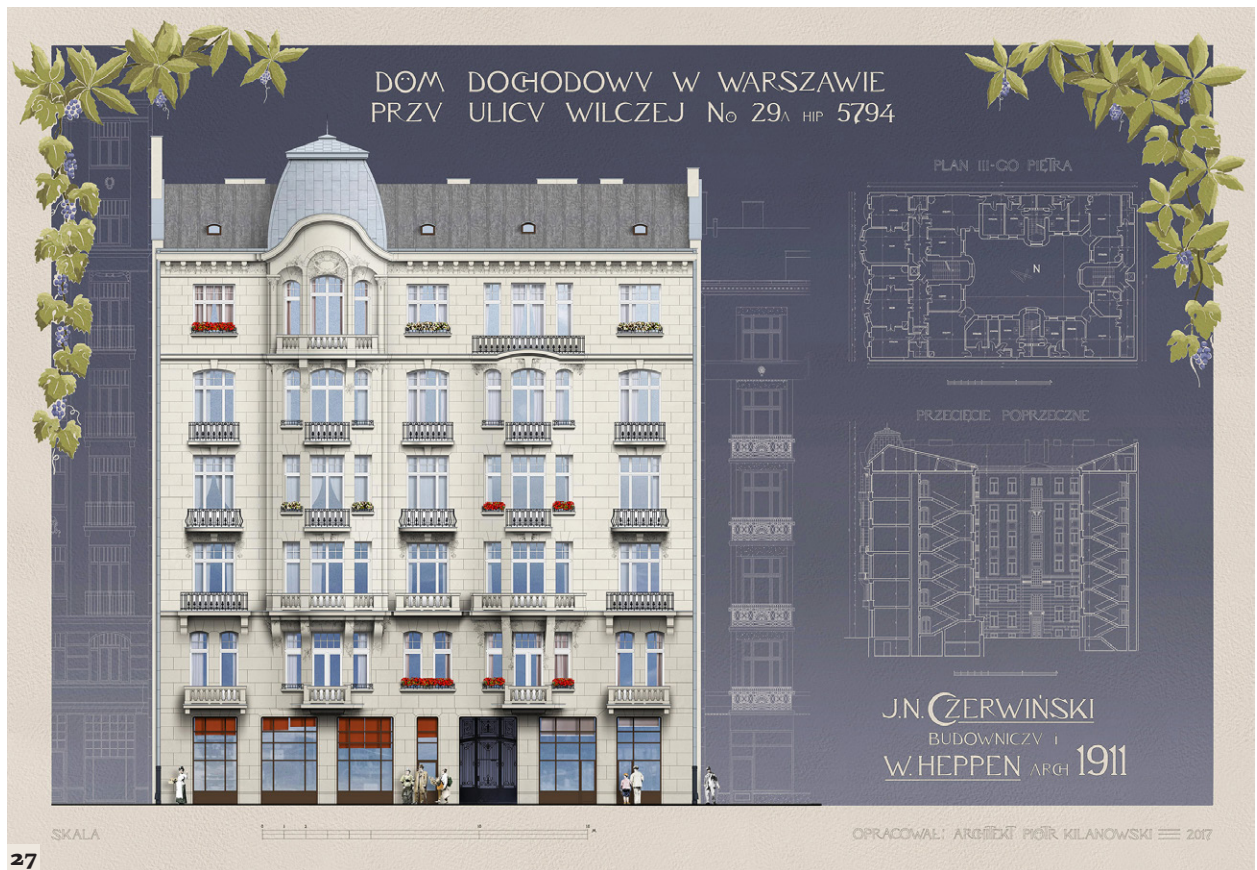 DOM DOCHODOWY W WARSZAWIE
PRZY ULICY WILCZEJ No 29A HIP 5794
PLAN III-GO PIĘTRA
N
PRZECIĘCIE POPRZECZNE
J.N. CZERWIŃSKI
BUDOWNICZY I
W. HEPPEN ARCH 1911
SKALA
OPRACOWAŁ: ARCHITEKT PIOTR KILANOWSKI 2017
27